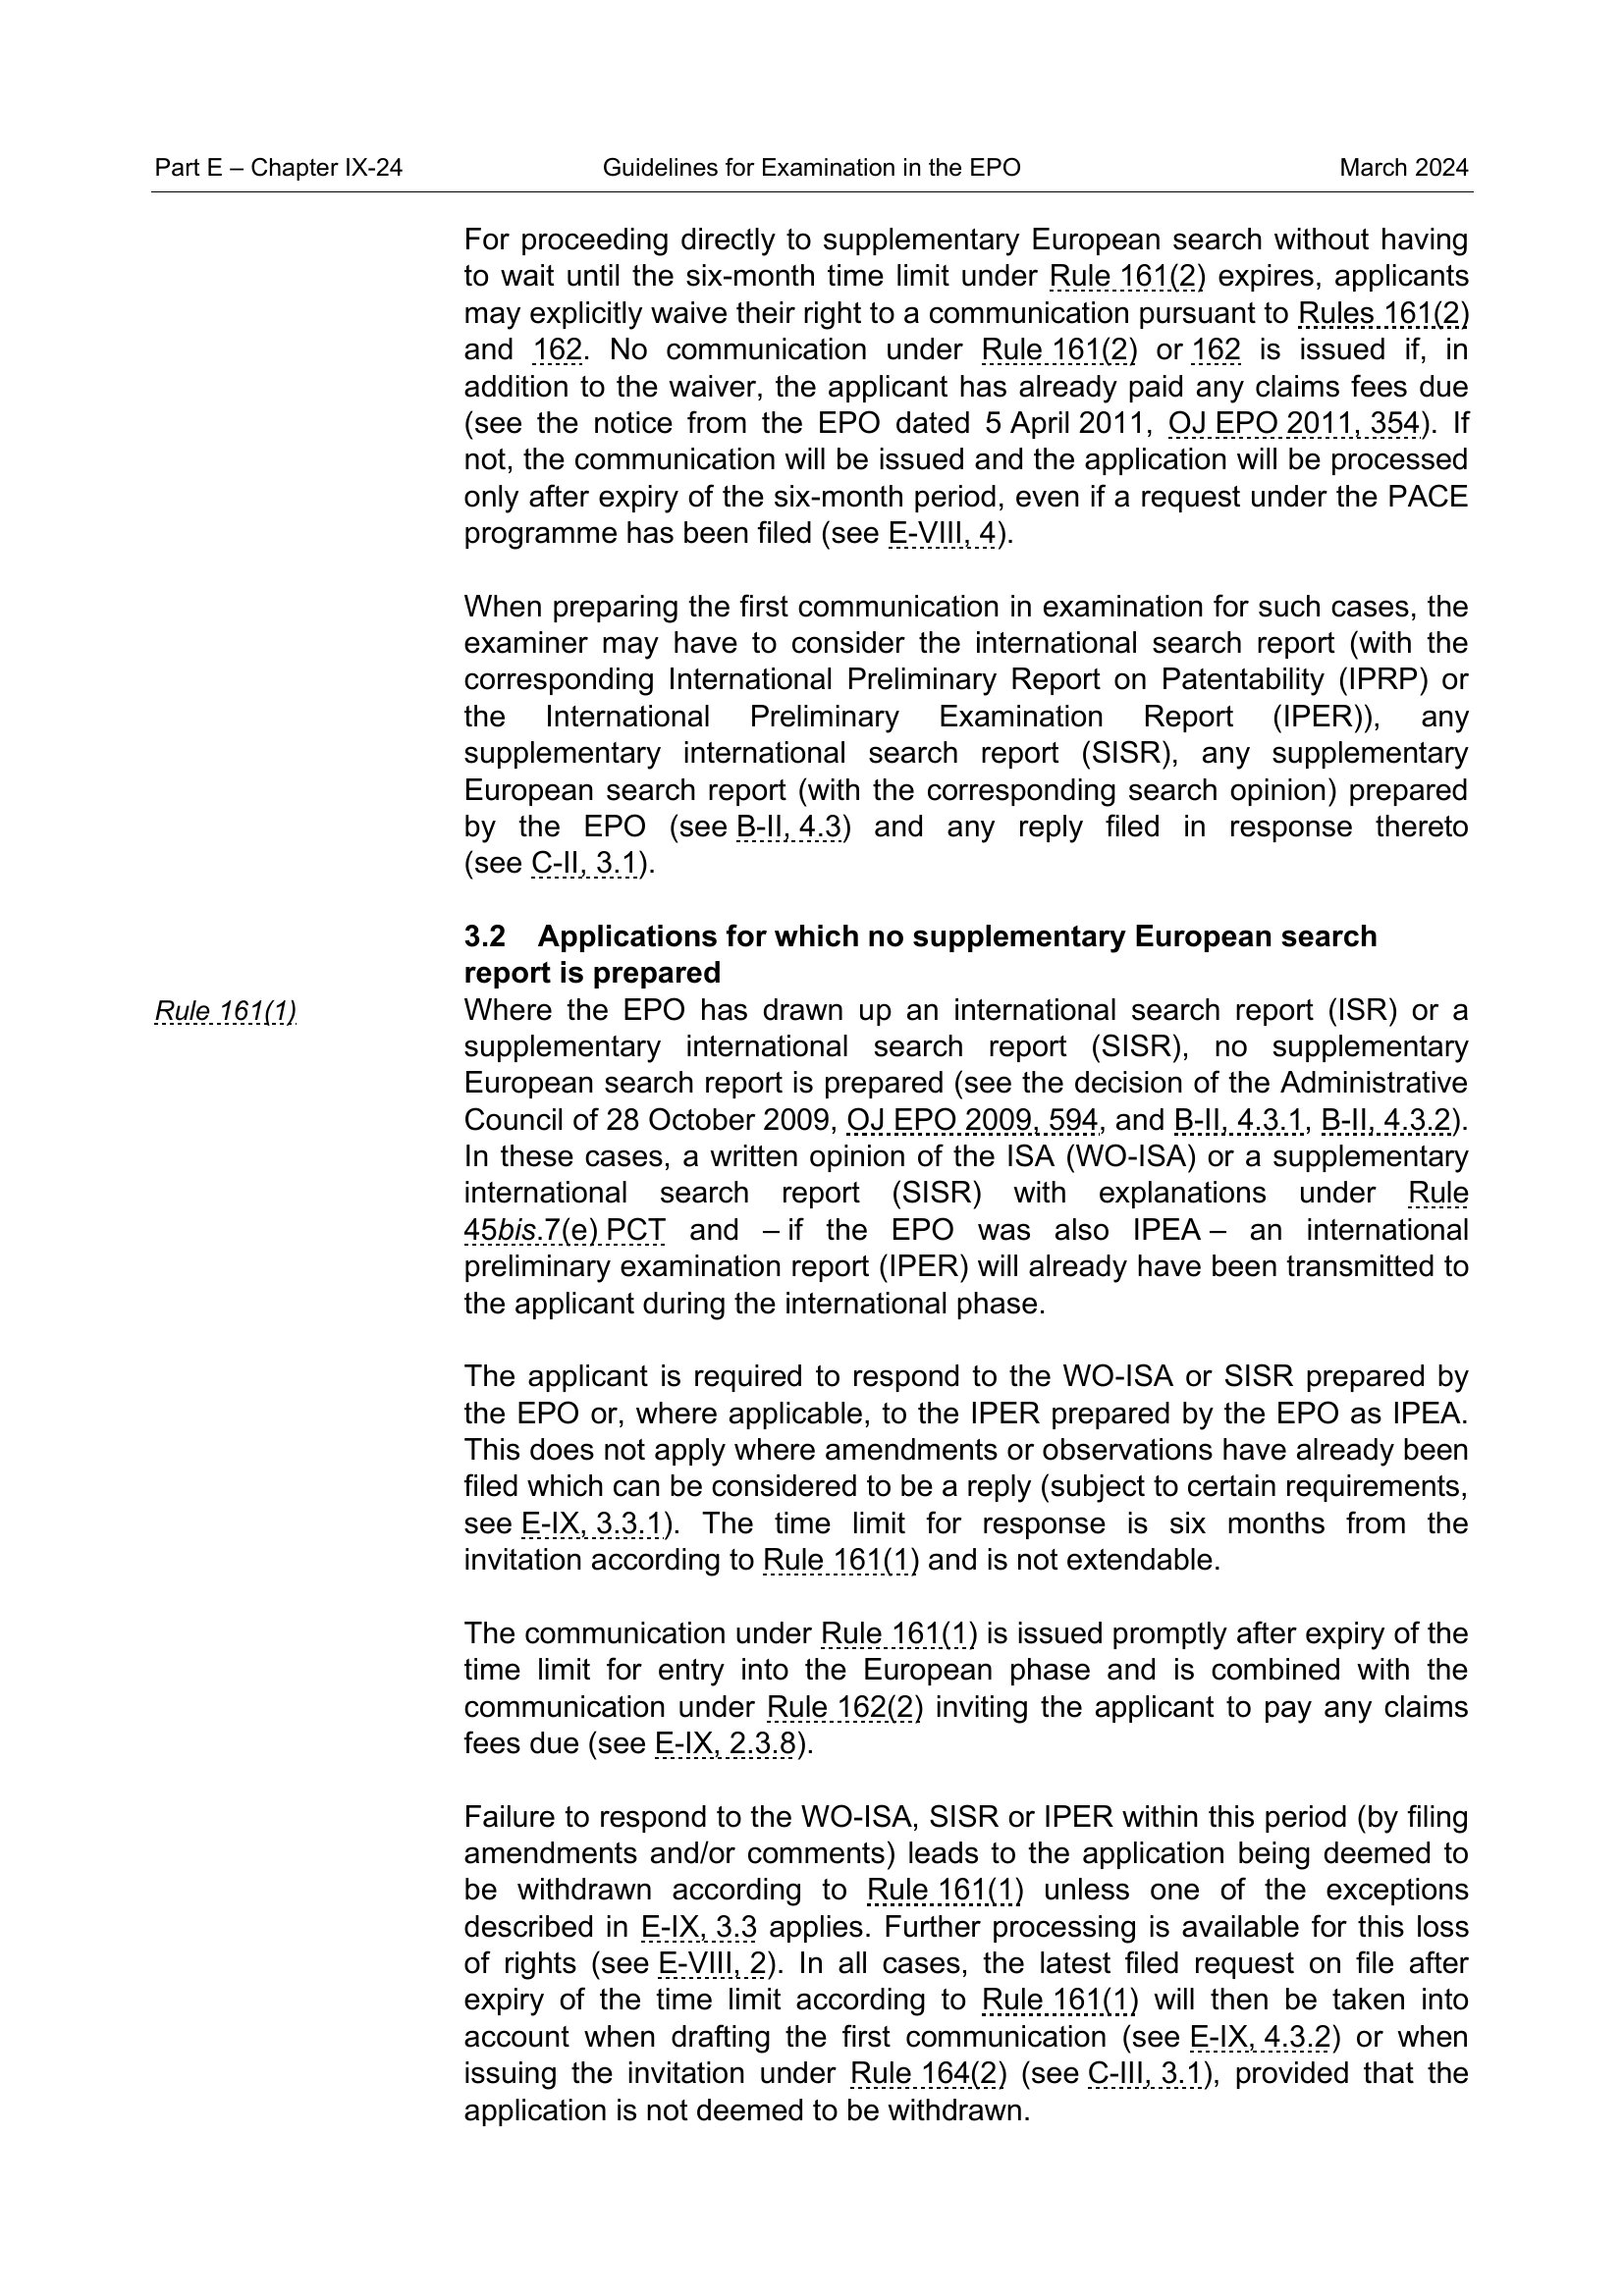 Part E – Chapter IX-24 Guidelines for Examination in the EPO March 2024
For proceeding directly to supplementary European search without having
to wait until the six-month time limit under Rule 161(2) expires, applicants
may explicitly waive their right to a communication pursuant to Rules 161(2)
and 162. No communication under Rule 161(2) or 162 is issued if, in
addition to the waiver, the applicant has already paid any claims fees due
(see the notice from the EPO dated 5 April 2011, OJ EPO 2011, 354). If
not, the communication will be issued and the application will be processed
only after expiry of the six-month period, even if a request under the PACE
programme has been filed (see E-VIII, 4).
When preparing the first communication in examination for such cases, the
examiner may have to consider the international search report (with the
corresponding International Preliminary Report on Patentability (IPRP) or
the International Preliminary Examination Report (IPER)), any
supplementary international search report (SISR), any supplementary
European search report (with the corresponding search opinion) prepared
by the EPO (see B-II, 4.3) and any reply filed in response thereto
(see C-II, 3.1).
3.2 Applications for which no supplementary European search
report is prepared
Rule 161(1)
Where the EPO has drawn up an international search report (ISR) or a
supplementary international search report (SISR), no supplementary
European search report is prepared (see the decision of the Administrative
Council of 28 October 2009, OJ EPO 2009, 594, and B-II, 4.3.1, B-II, 4.3.2).
In these cases, a written opinion of the ISA (WO-ISA) or a supplementary
international search report (SISR) with explanations under Rule
45bis.7(e) PCT and – if the EPO was also IPEA – an international
preliminary examination report (IPER) will already have been transmitted to
the applicant during the international phase.
The applicant is required to respond to the WO-ISA or SISR prepared by
the EPO or, where applicable, to the IPER prepared by the EPO as IPEA.
This does not apply where amendments or observations have already been
filed which can be considered to be a reply (subject to certain requirements,
see E-IX, 3.3.1). The time limit for response is six months from the
invitation according to Rule 161(1) and is not extendable.
The communication under Rule 161(1) is issued promptly after expiry of the
time limit for entry into the European phase and is combined with the
communication under Rule 162(2) inviting the applicant to pay any claims
fees due (see E-IX, 2.3.8).
Failure to respond to the WO-ISA, SISR or IPER within this period (by filing
amendments and/or comments) leads to the application being deemed to
be withdrawn according to Rule 161(1) unless one of the exceptions
described in E-IX, 3.3 applies. Further processing is available for this loss
of rights (see E-VIII, 2). In all cases, the latest filed request on file after
expiry of the time limit according to Rule 161(1) will then be taken into
account when drafting the first communication (see E-IX, 4.3.2) or when
issuing the invitation under Rule 164(2) (see C-III, 3.1), provided that the
application is not deemed to be withdrawn.